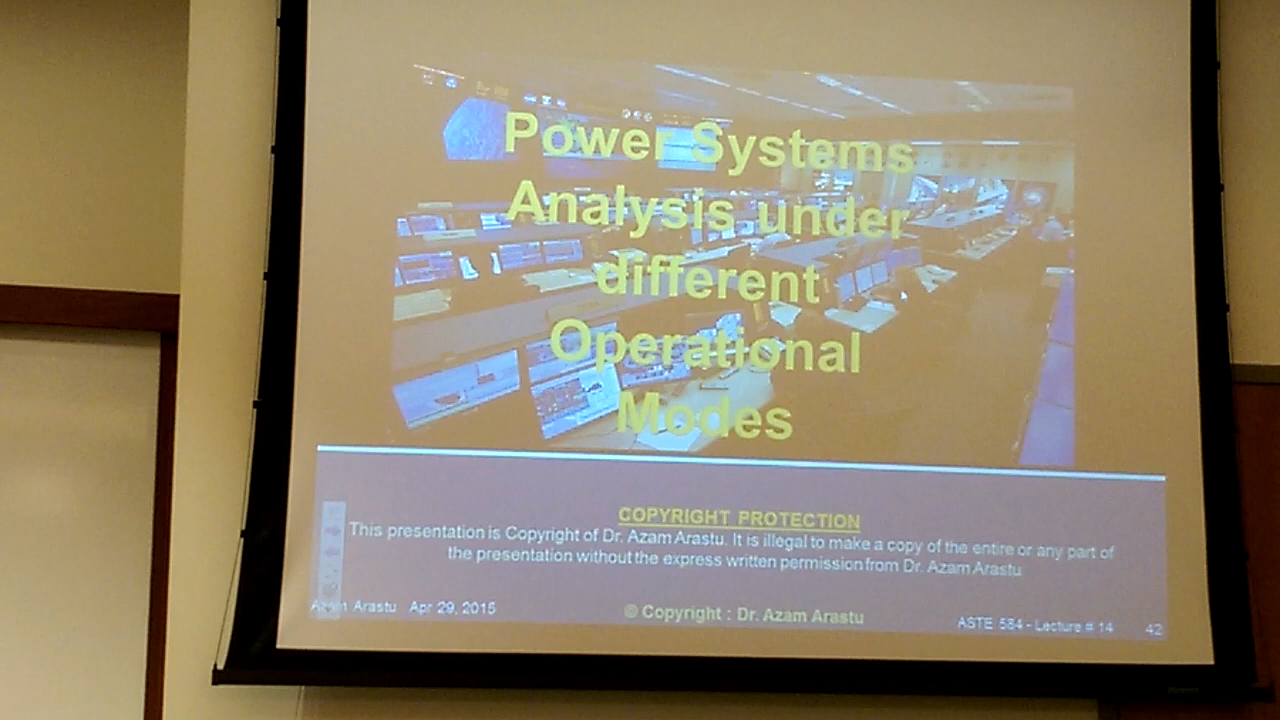 Power Systems
Analysis under
different
Operational
Modes
COPYRIGHT PROTECTION
This presentation is Copyright of Dr. Azam Arastu. It is illegal to make a copy of the entire or any part of
the presentation without the express written permission from Dr. Azam Arastu
Azam Arastu Apr 29, 2015
© Copyright : Dr. Azam Arastu
ASTE 584 - Lecture # 14
42